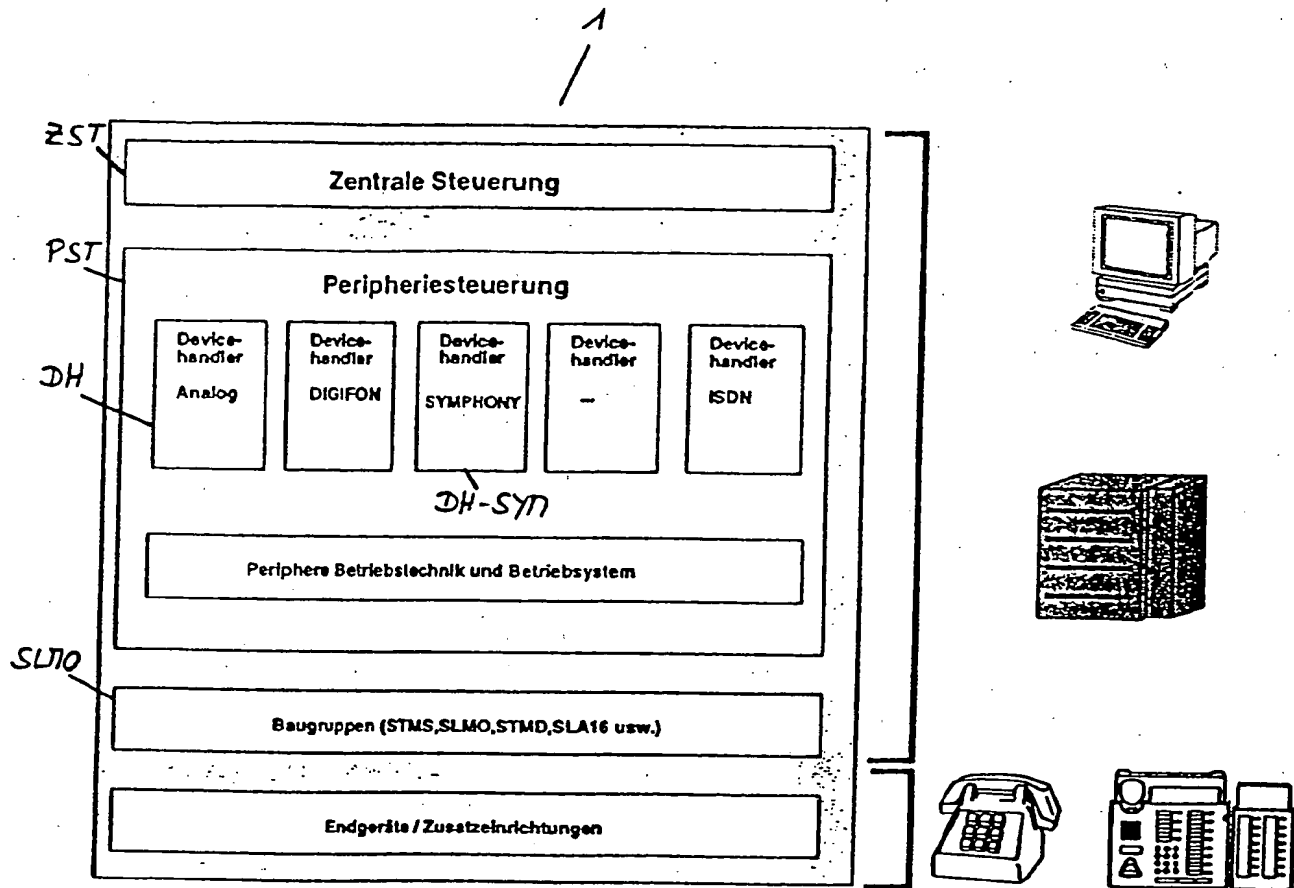 1
ZST
Zentrale Steuerung
PST
Peripheriesteuerung
DH
Device-
handler
Analog
Device-
handler
DIGIFON
Device-
handler
SYMPHONY
Device-
handler
—
Device-
handler
ISDN
DH-SYM
Periphere Betriebstechnik und Betriebsystem
SLMO
Baugruppen (STMS,SLMO,STMD,SLA16 usw.)
Endgeräte / Zusatzeinrichtungen